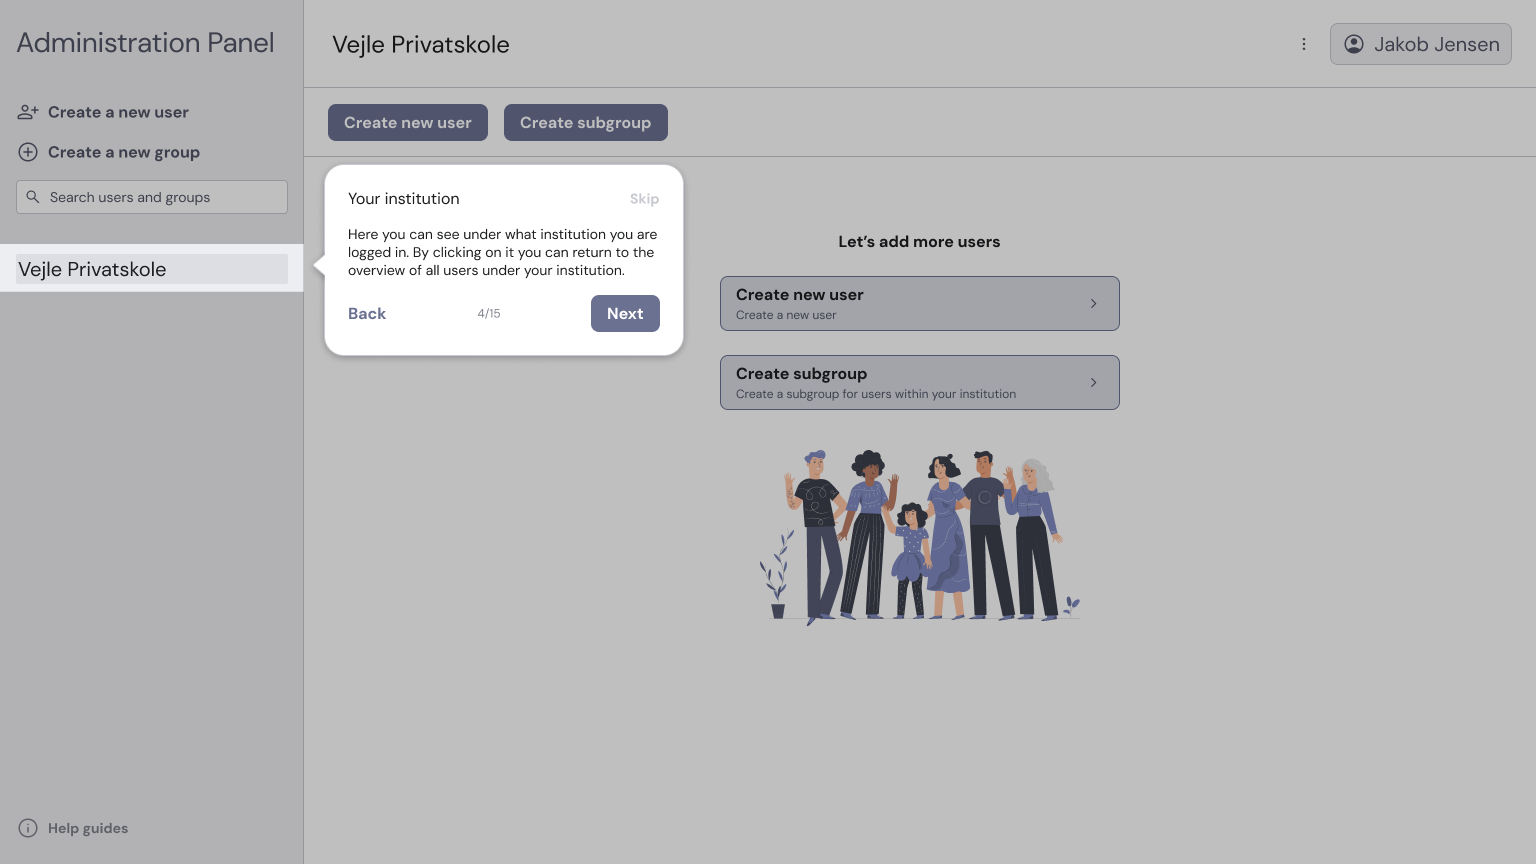 Administration Panel
Create a new user
Create a new group
Search users and groups
Vejle Privatskole
Help guides
Vejle Privatskole
Jakob Jensen
Create new user
Create subgroup
Your institution
Skip
Here you can see under what institution you are
logged in. By clicking on it you can return to the
overview of all users under your institution.
Back
4/15
Next
Let’s add more users
Create new user
Create a new user
Create subgroup
Create a subgroup for users within your institution